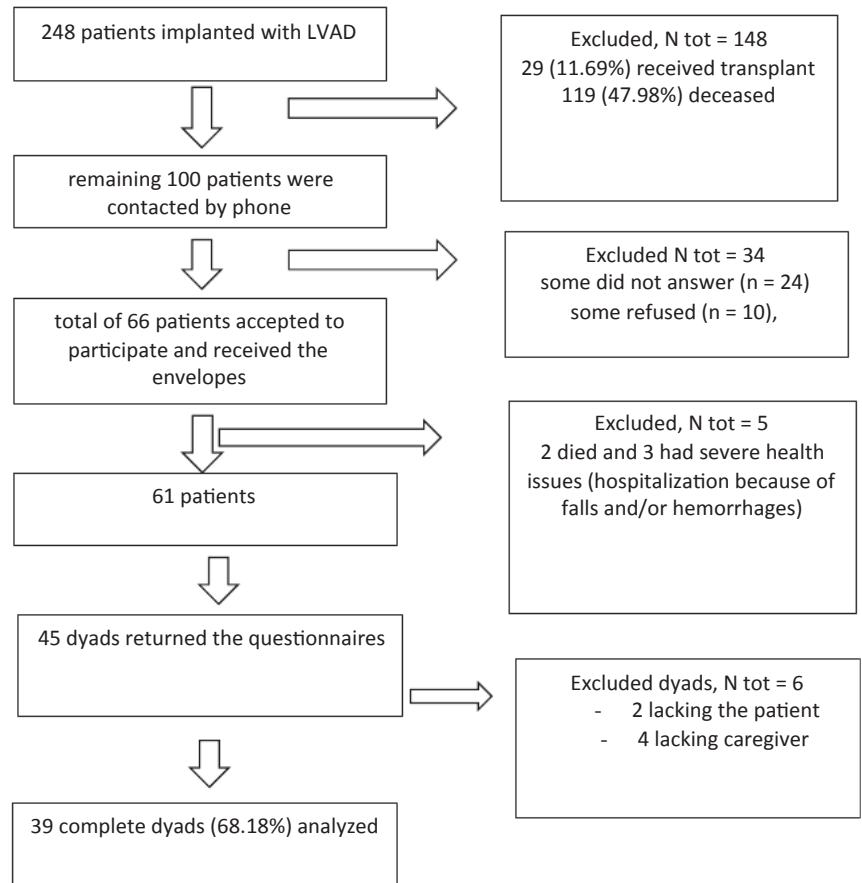 248 patients implanted with LVAD
Excluded, N tot = 148
29 (11.69%) received transplant
119 (47.98%) deceased
remaining 100 patients were
contacted by phone
Excluded N tot = 34
some did not answer (n = 24)
some refused (n = 10),
total of 66 patients accepted to
participate and received the
envelopes
Excluded, N tot = 5
2 died and 3 had severe health
issues (hospitalization because of
falls and/or hemorrhages)
61 patients
45 dyads returned the questionnaires
Excluded dyads, N tot = 6
- 2 lacking the patient
- 4 lacking caregiver
39 complete dyads (68.18%) analyzed